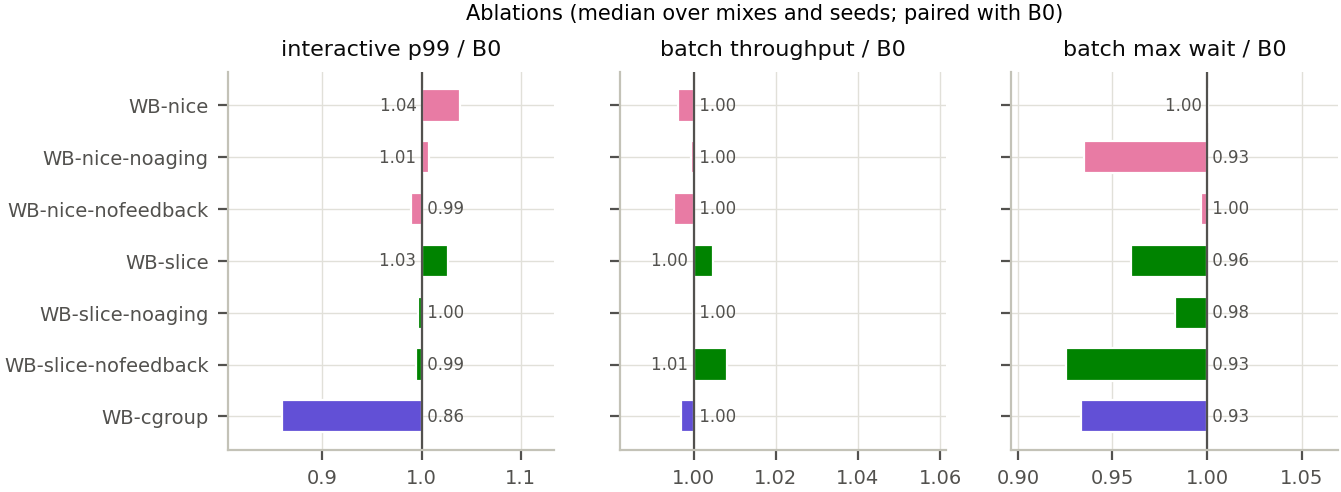 Ablations (median over mixes and seeds; paired with B0)
interactive p99 / B0
batch throughput / B0
batch max wait / B0
WB-nice
1.04
1.00
1.00
WB-nice-noaging
1.01
1.00
0.93
WB-nice-nofeedback
0.99
1.00
1.00
WB-slice
1.03
1.00
0.96
WB-slice-noaging
1.00
1.00
0.98
WB-slice-nofeedback
0.99
1.01
0.93
WB-cgroup
0.86
1.00
0.93
0.9 1.0 1.1
1.00 1.02 1.04 1.06
0.90 0.95 1.00 1.05